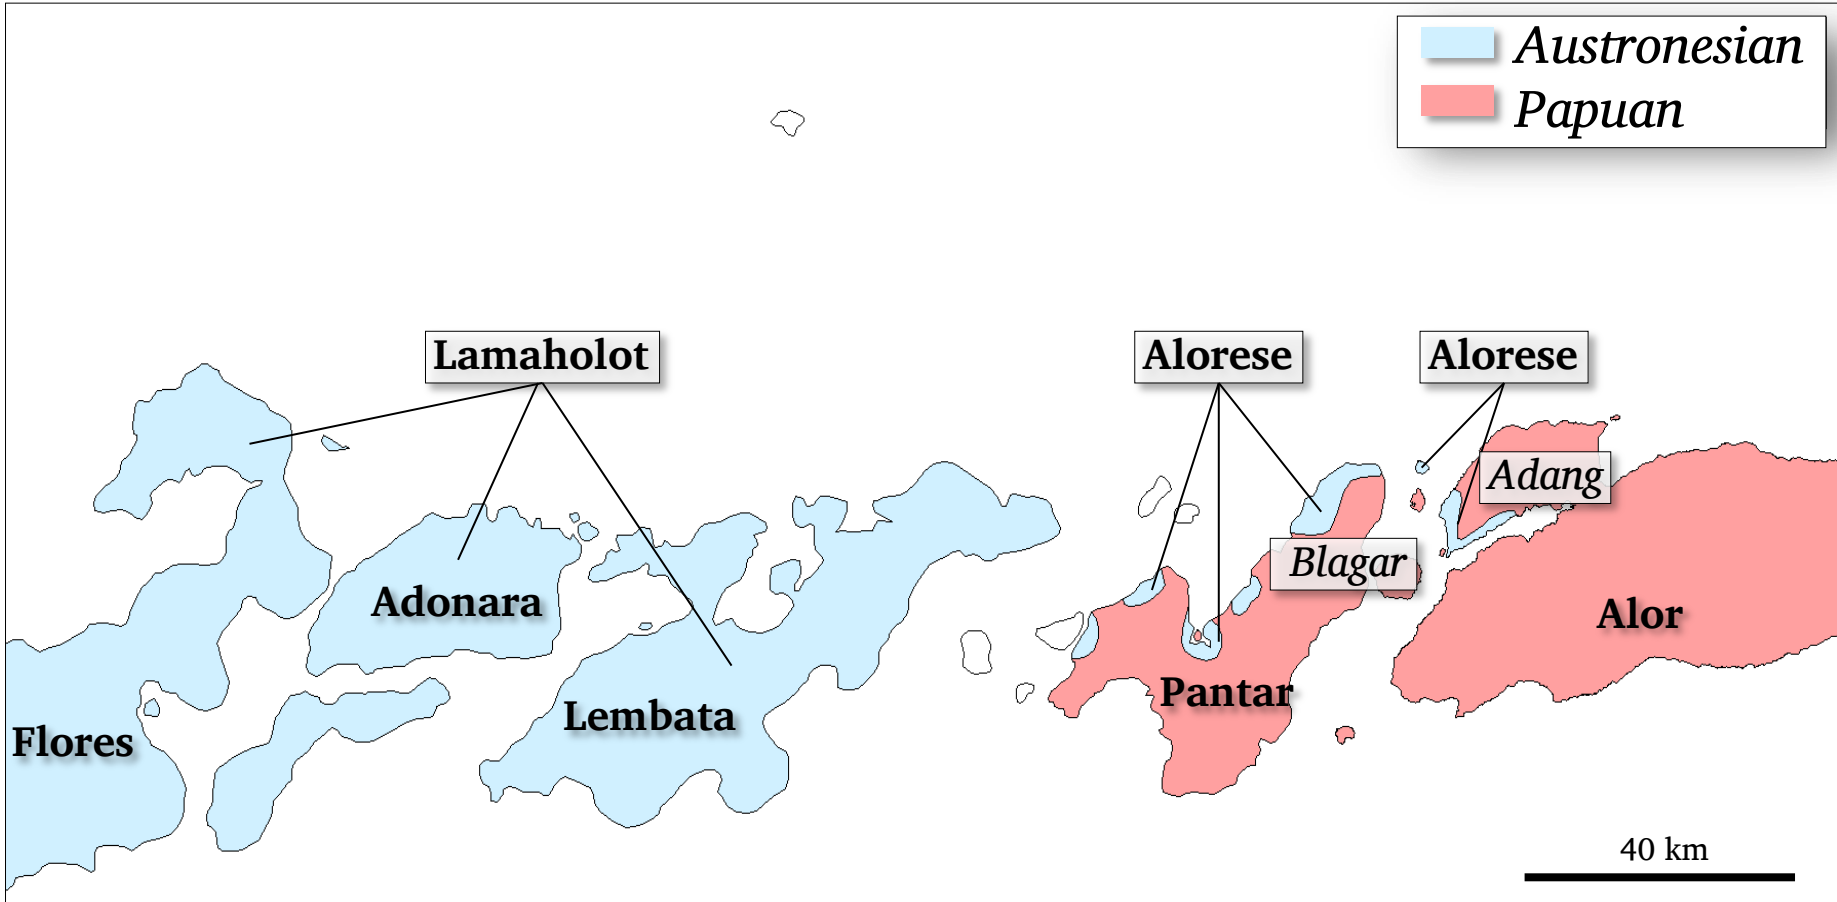 Austronesian
Papuan
Lamaholot
Alorese
Alorese
Adang
Blagar
Adonara
Alor
Pantar
Lembata
Flores
40 km